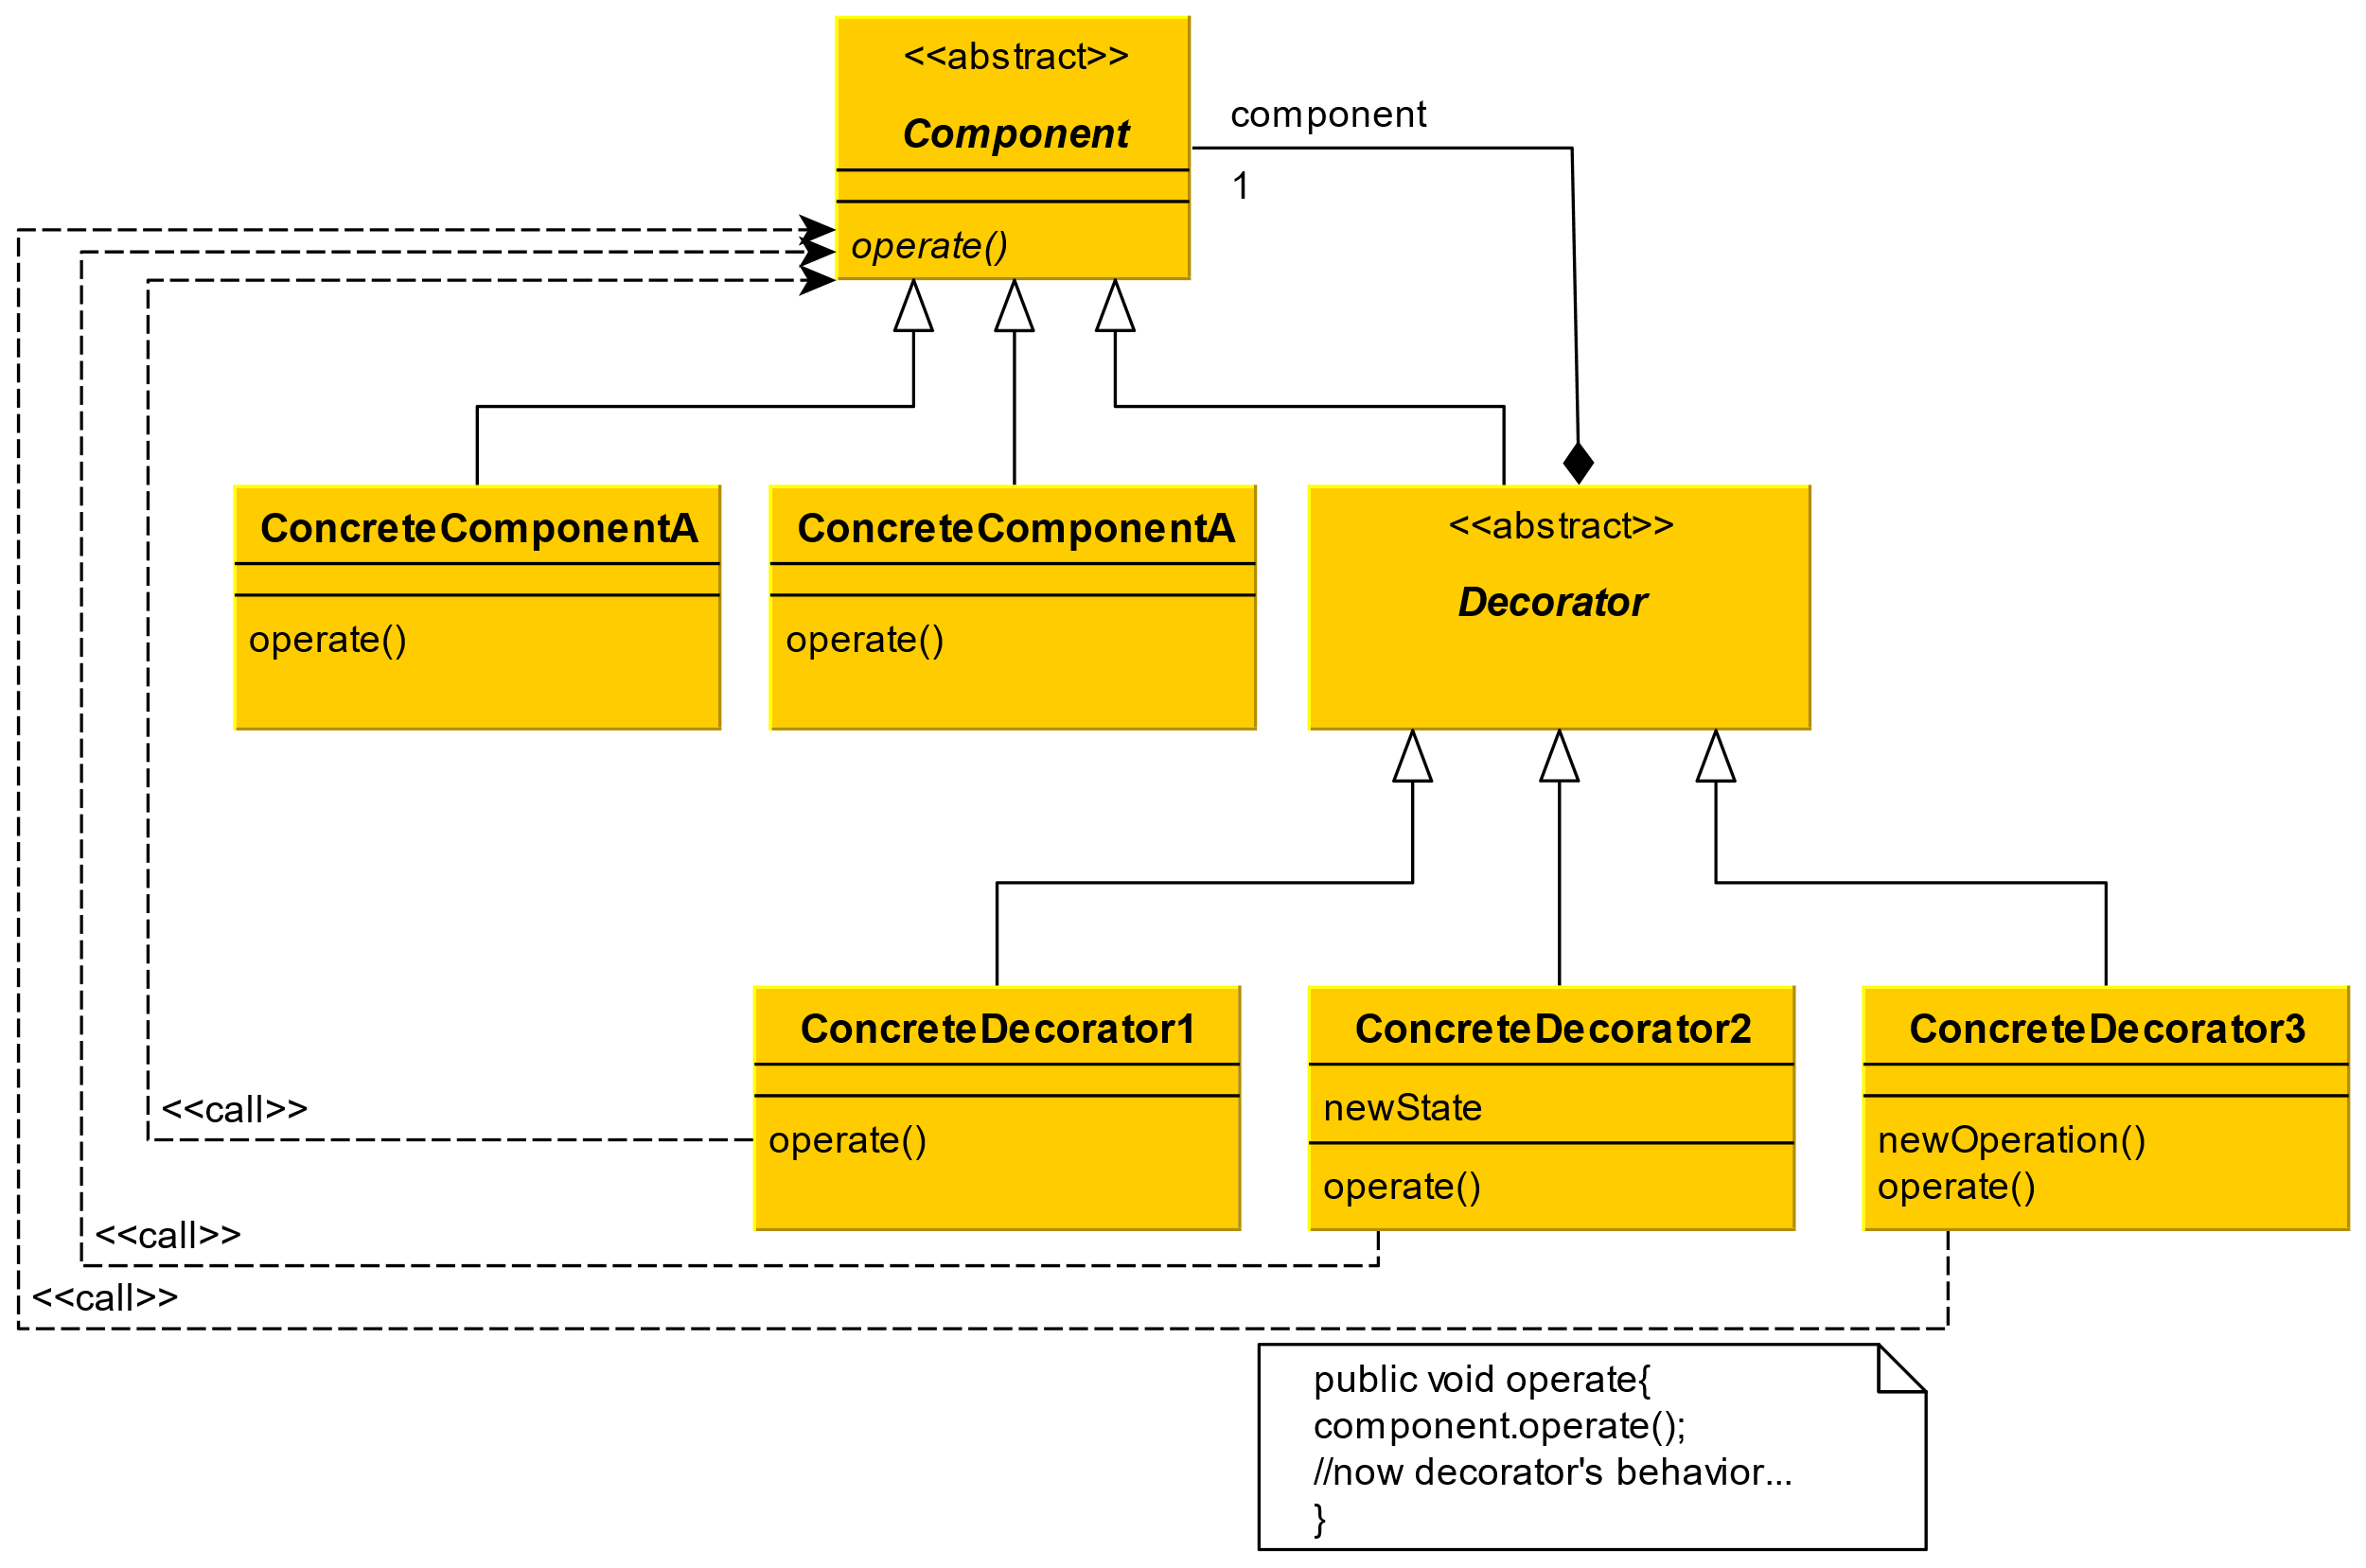 <<abstract>>
Component
operate()
component
1
ConcreteComponentA
operate()
ConcreteComponentA
operate()
<<abstract>>
Decorator
ConcreteDecorator1
operate()
ConcreteDecorator2
newState
operate()
ConcreteDecorator3
newOperation()
operate()
<<call>>
<<call>>
<<call>>
public void operate{
component.operate();
//now decorator's behavior...
}